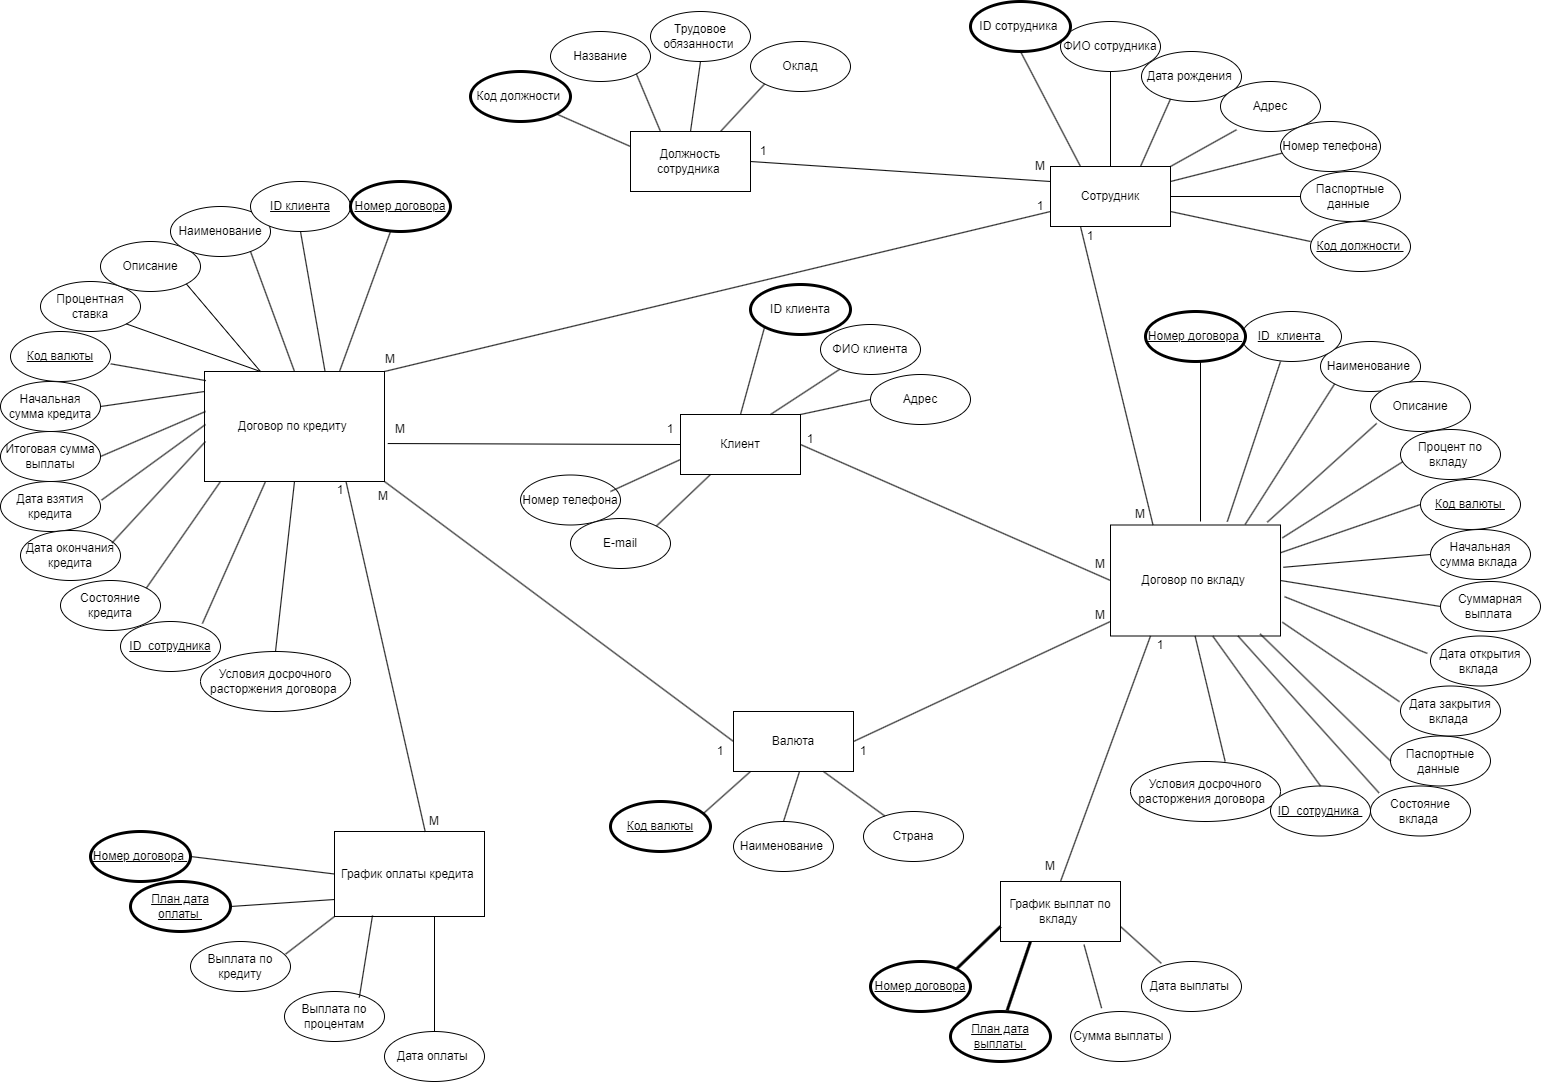 ID сотрудника
ФИО сотрудника
Дата рождения
Адрес
Номер телефона
Паспортные
данные
Код должности
Трудовое
обязанности
Название
Оклад
Код должности
Должность
сотрудника
1
М
Сотрудник
1
1
ID клиента
Номер договора
Наименование
Описание
Процентная
ставка
Код валюты
Начальная
сумма кредита
Итоговая сумма
выплаты
Дата взятия
кредита
Дата окончания
кредита
Состояние
кредита
ID сотрудника
Условия досрочного
расторжения договора
Договор по кредиту
М
М
1
М
ID клиента
ФИО клиента
Адрес
Клиент
1
1
Номер телефона
E-mail
Номер договора
ID клиента
Наименование
Описание
Процент по
вкладу
Код валюты
Начальная
сумма вклада
Суммарная
выплата
Дата открытия
вклада
Дата закрытия
вклада
Паспортные
данные
Состояние
вклада
ID сотрудника
Условия досрочного
расторжения договора
Договор по вкладу
М
М
М
1
Валюта
1
1
Код валюты
Наименование
Страна
М
График оплаты кредита
Номер договора
План дата
оплаты
Выплата по
кредиту
Выплата по
процентам
Дата оплаты
М
График выплат по
вкладу
Номер договора
План дата
выплаты
Сумма выплаты
Дата выплаты